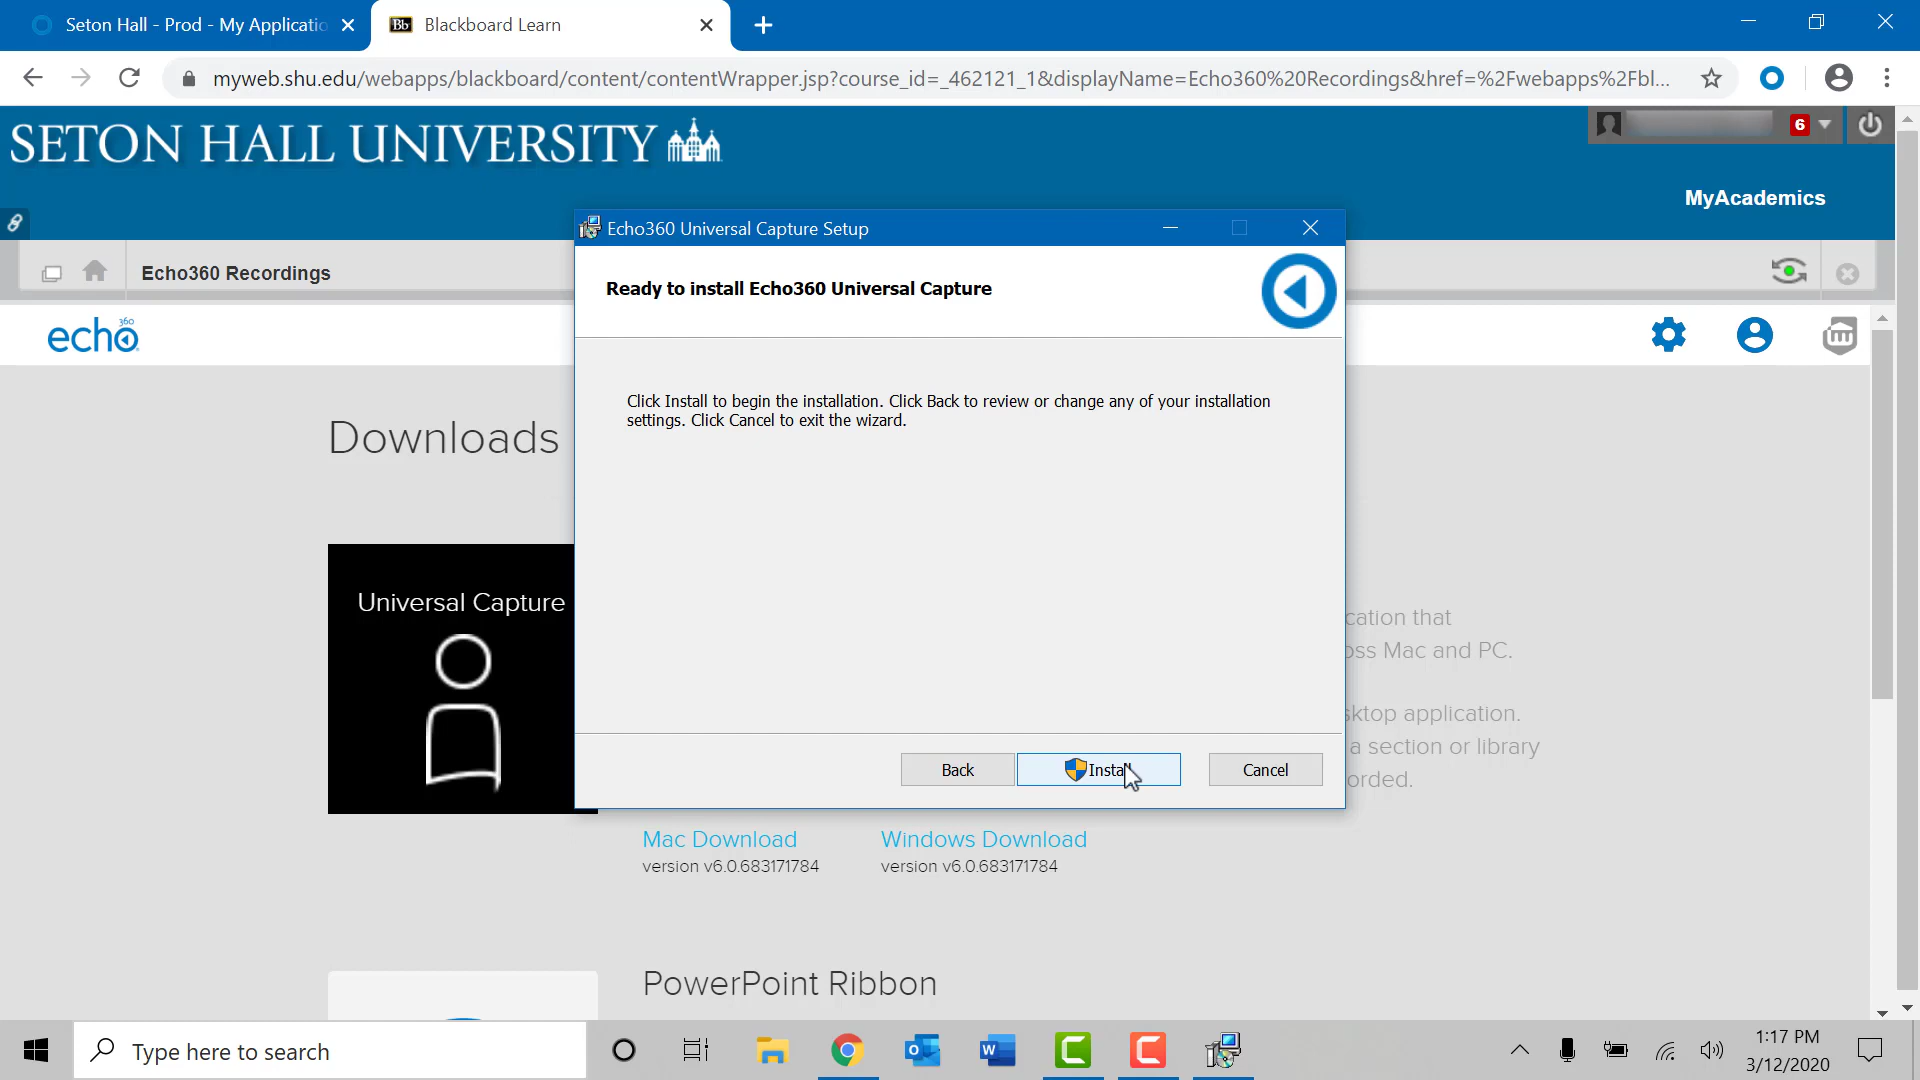 Seton Hall - Prod - My Applicatio
Blackboard Learn
myweb.shu.edu/webapps/blackboard/content/contentWrapper.jsp?course_id=_462121_1&displayName=Echo360%20Recordings&href=%2Fwebapps%2Fbl...
SETON HALL UNIVERSITY
6
MyAcademics
Echo360 Recordings
echo360
Downloads
Universal Capture
Echo360 Universal Capture Setup
Ready to install Echo360 Universal Capture
Click Install to begin the installation. Click Back to review or change any of your installation
settings. Click Cancel to exit the wizard.
Back
Install
Cancel
cation that
oss Mac and PC.
sktop application.
a section or library
orded.
Mac Download
version v6.0.683171784
Windows Download
version v6.0.683171784
PowerPoint Ribbon
Type here to search
1:17 PM
3/12/2020